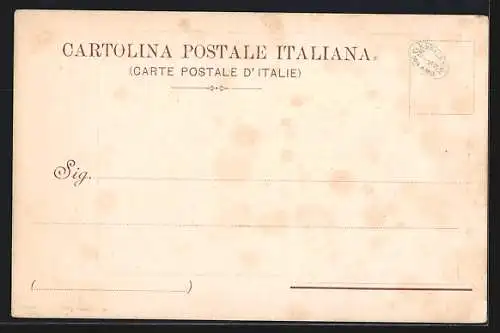 CARTOLINA POSTALE ITALIANA.
(CARTE POSTALE D'ITALIE)
Sig.
( )